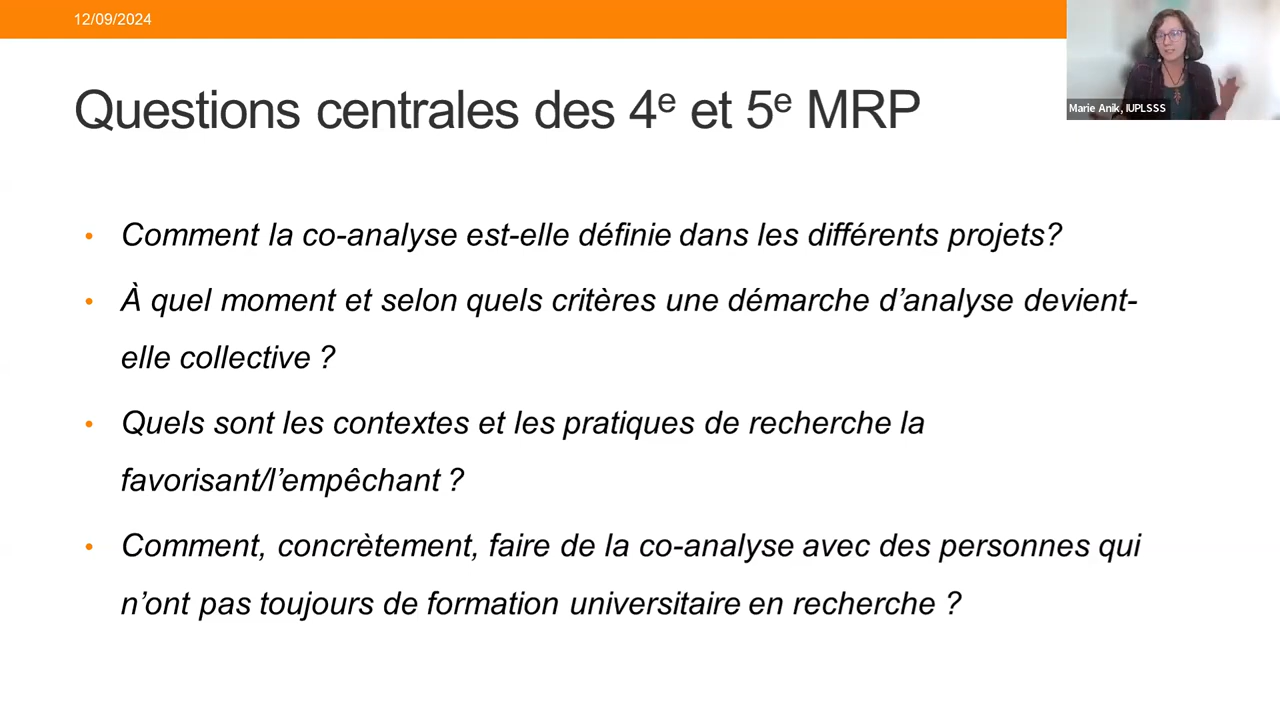 12/09/2024
Marie Anik, IUPLSSS
Questions centrales des 4e et 5e MRP
• Comment la co-analyse est-elle définie dans les différents projets?
• À quel moment et selon quels critères une démarche d’analyse devient-
elle collective ?
• Quels sont les contextes et les pratiques de recherche la
favorisant/l’empêchant ?
• Comment, concrètement, faire de la co-analyse avec des personnes qui
n’ont pas toujours de formation universitaire en recherche ?